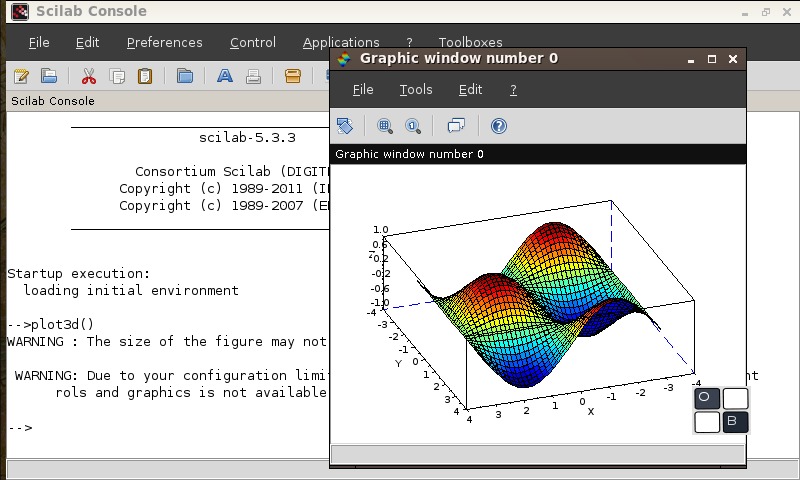 Scilab Console
File Edit Preferences Control Applications ? Toolboxes
Scilab Console
scilab-5.3.3
Consortium Scilab (DIGIT
Copyright (c) 1989-2011 (I
Copyright (c) 1989-2007 (E
Startup execution:
loading initial environment
-->plot3d()
WARNING : The size of the figure may not
WARNING: Due to your configuration limi
rols and graphics is not available
nt
-->
Graphic window number 0
File Tools Edit ?
Graphic window number 0
1.0
0.6
0.2
-0.2
-0.6
-1.0
Z
-4
-3
-2
-1
0
1
2
3
4
Y
4 3 2 1 0 -1 -2 -3 -4
X
O
B